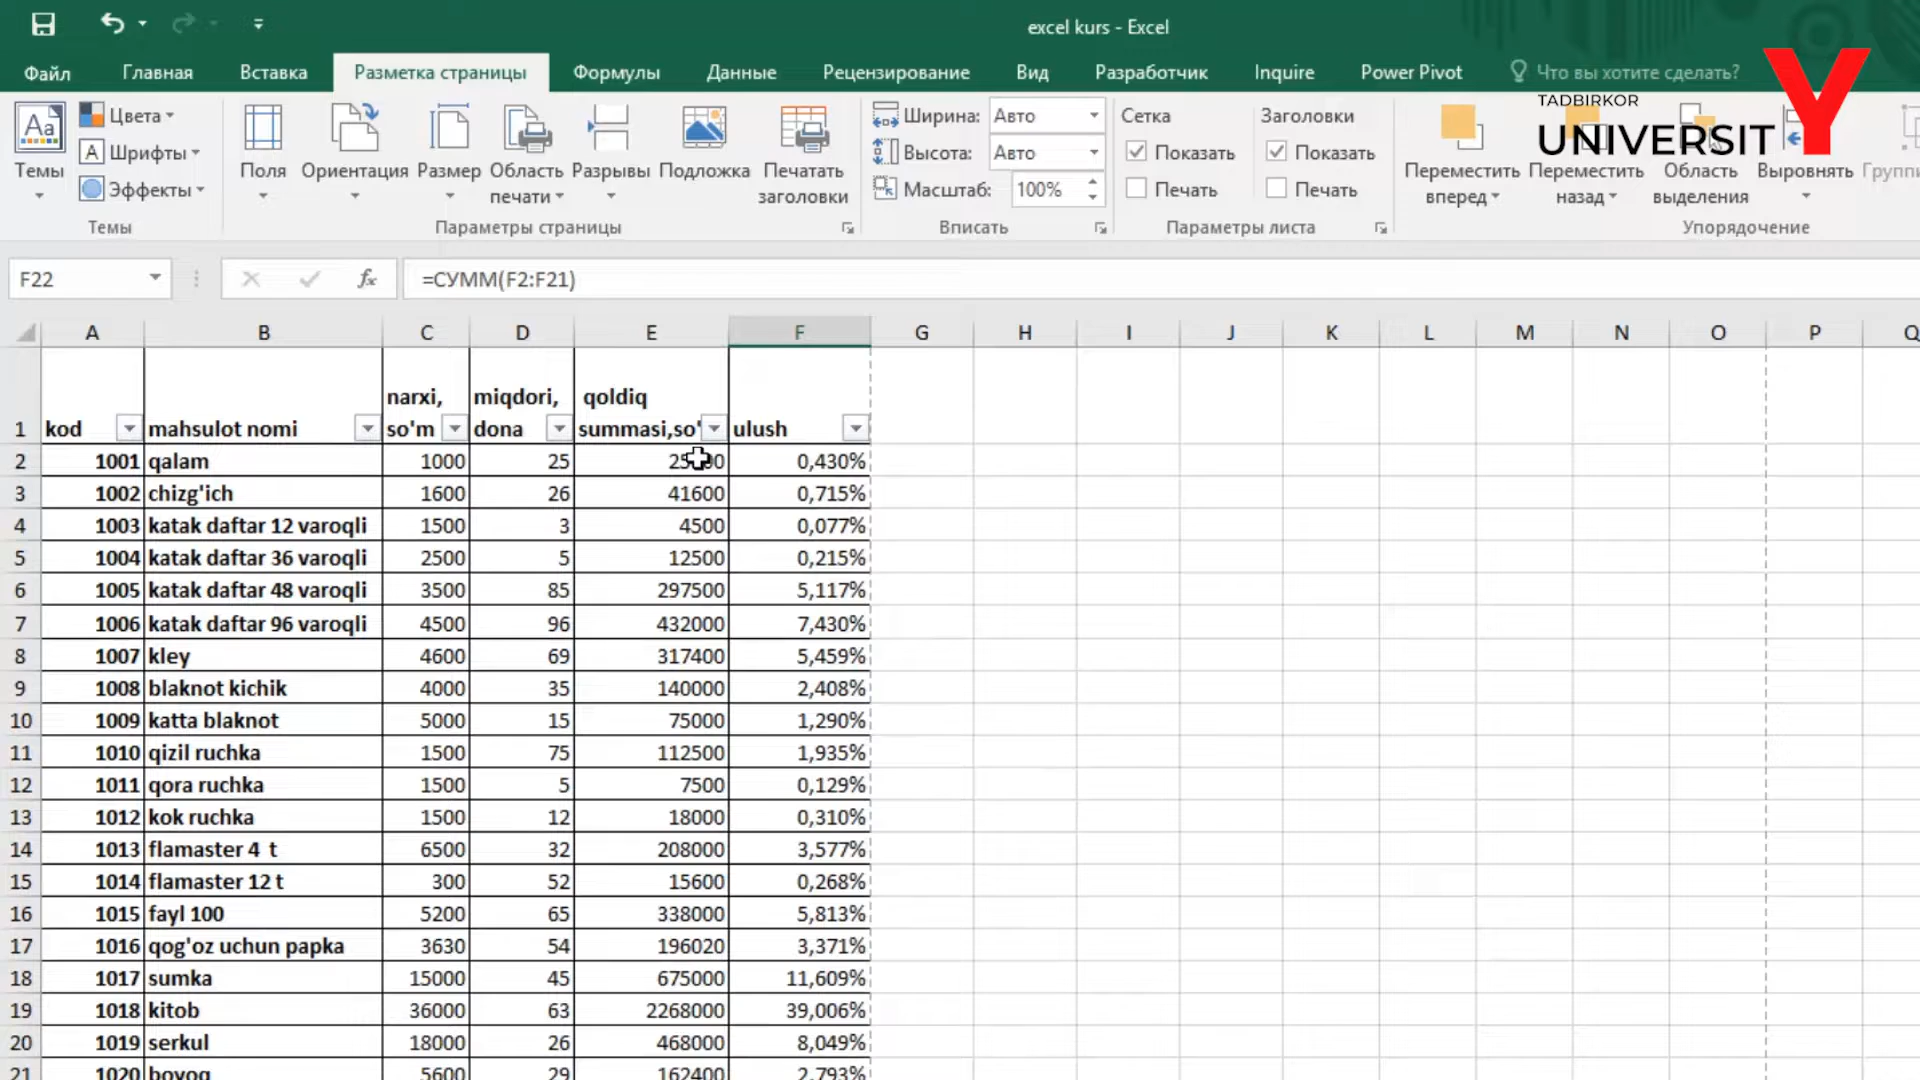 excel kurs - Excel
Файл Главная Вставка Разметка страницы Формулы Данные Рецензирование Вид Разработчик Inquire Power Pivot Что вы хотите сделать?
TADBIRKOR
UNIVERSITY
Aa
Темы
Цвета
A Шрифты
Эффекты
Темы
Поля Ориентация Размер Область печати Разрывы Подложка Печатать заголовки
Параметры страницы
Ширина: Авто
Высота: Авто
Масштаб: 100%
Вписать
Сетка Заголовки
Показать Показать
Печать Печать
Параметры листа
Переместить вперед Переместить назад Область выделения Выровнять
Упорядочение
F22 fx =СУММ(F2:F21)
A B C D E F G H I J K L M N O P Q
1 kod mahsulot nomi narxi, so'm miqdori, dona qoldiq summasi,so' ulush
2 1001 qalam 1000 25 0,430%
3 1002 chizg'ich 1600 26 41600 0,715%
4 1003 katak daftar 12 varoqli 1500 3 4500 0,077%
5 1004 katak daftar 36 varoqli 2500 5 12500 0,215%
6 1005 katak daftar 48 varoqli 3500 85 297500 5,117%
7 1006 katak daftar 96 varoqli 4500 96 432000 7,430%
8 1007 kley 4600 69 317400 5,459%
9 1008 blaknot kichik 4000 35 140000 2,408%
10 1009 katta blaknot 5000 15 75000 1,290%
11 1010 qizil ruchka 1500 75 112500 1,935%
12 1011 qora ruchka 1500 5 7500 0,129%
13 1012 kok ruchka 1500 12 18000 0,310%
14 1013 flamaster 4 t 6500 32 208000 3,577%
15 1014 flamaster 12 t 300 52 15600 0,268%
16 1015 fayl 100 5200 65 338000 5,813%
17 1016 qog'oz uchun papka 3630 54 196020 3,371%
18 1017 sumka 15000 45 675000 11,609%
19 1018 kitob 36000 63 2268000 39,006%
20 1019 serkul 18000 26 468000 8,049%
21 1020 boyoq 5600 29 162400 2,793%